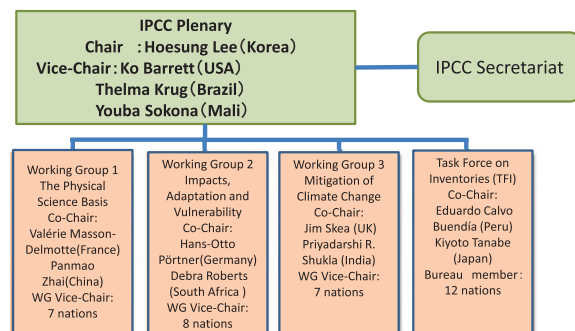 IPCC Plenary
Chair :Hoesung Lee(Korea)
Vice-Chair:Ko Barrett(USA)
Thelma Krug(Brazil)
Youba Sokona(Mali)
IPCC Secretariat
Working Group 1
The Physical
Science Basis
Co-Chair:
Valérie Masson-
Delmotte(France)
Panmao
Zhai(China)
WG Vice-Chair:
7 nations
Working Group 2
Impacts,
Adaptation and
Vulnerability
Co-Chair:
Hans-Otto
Pörtner(Germany)
Debra Roberts
(South Africa )
WG Vice-Chair:
8 nations
Working Group 3
Mitigation of
Climate Change
Co-Chair:
Jim Skea (UK)
Priyadarshi R.
Shukla (India)
WG Vice-Chair:
7 nations
Task Force on
Inventories (TFI)
Co-Chair:
Eduardo Calvo
Buendía (Peru)
Kiyoto Tanabe
(Japan)
Bureau member:
12 nations